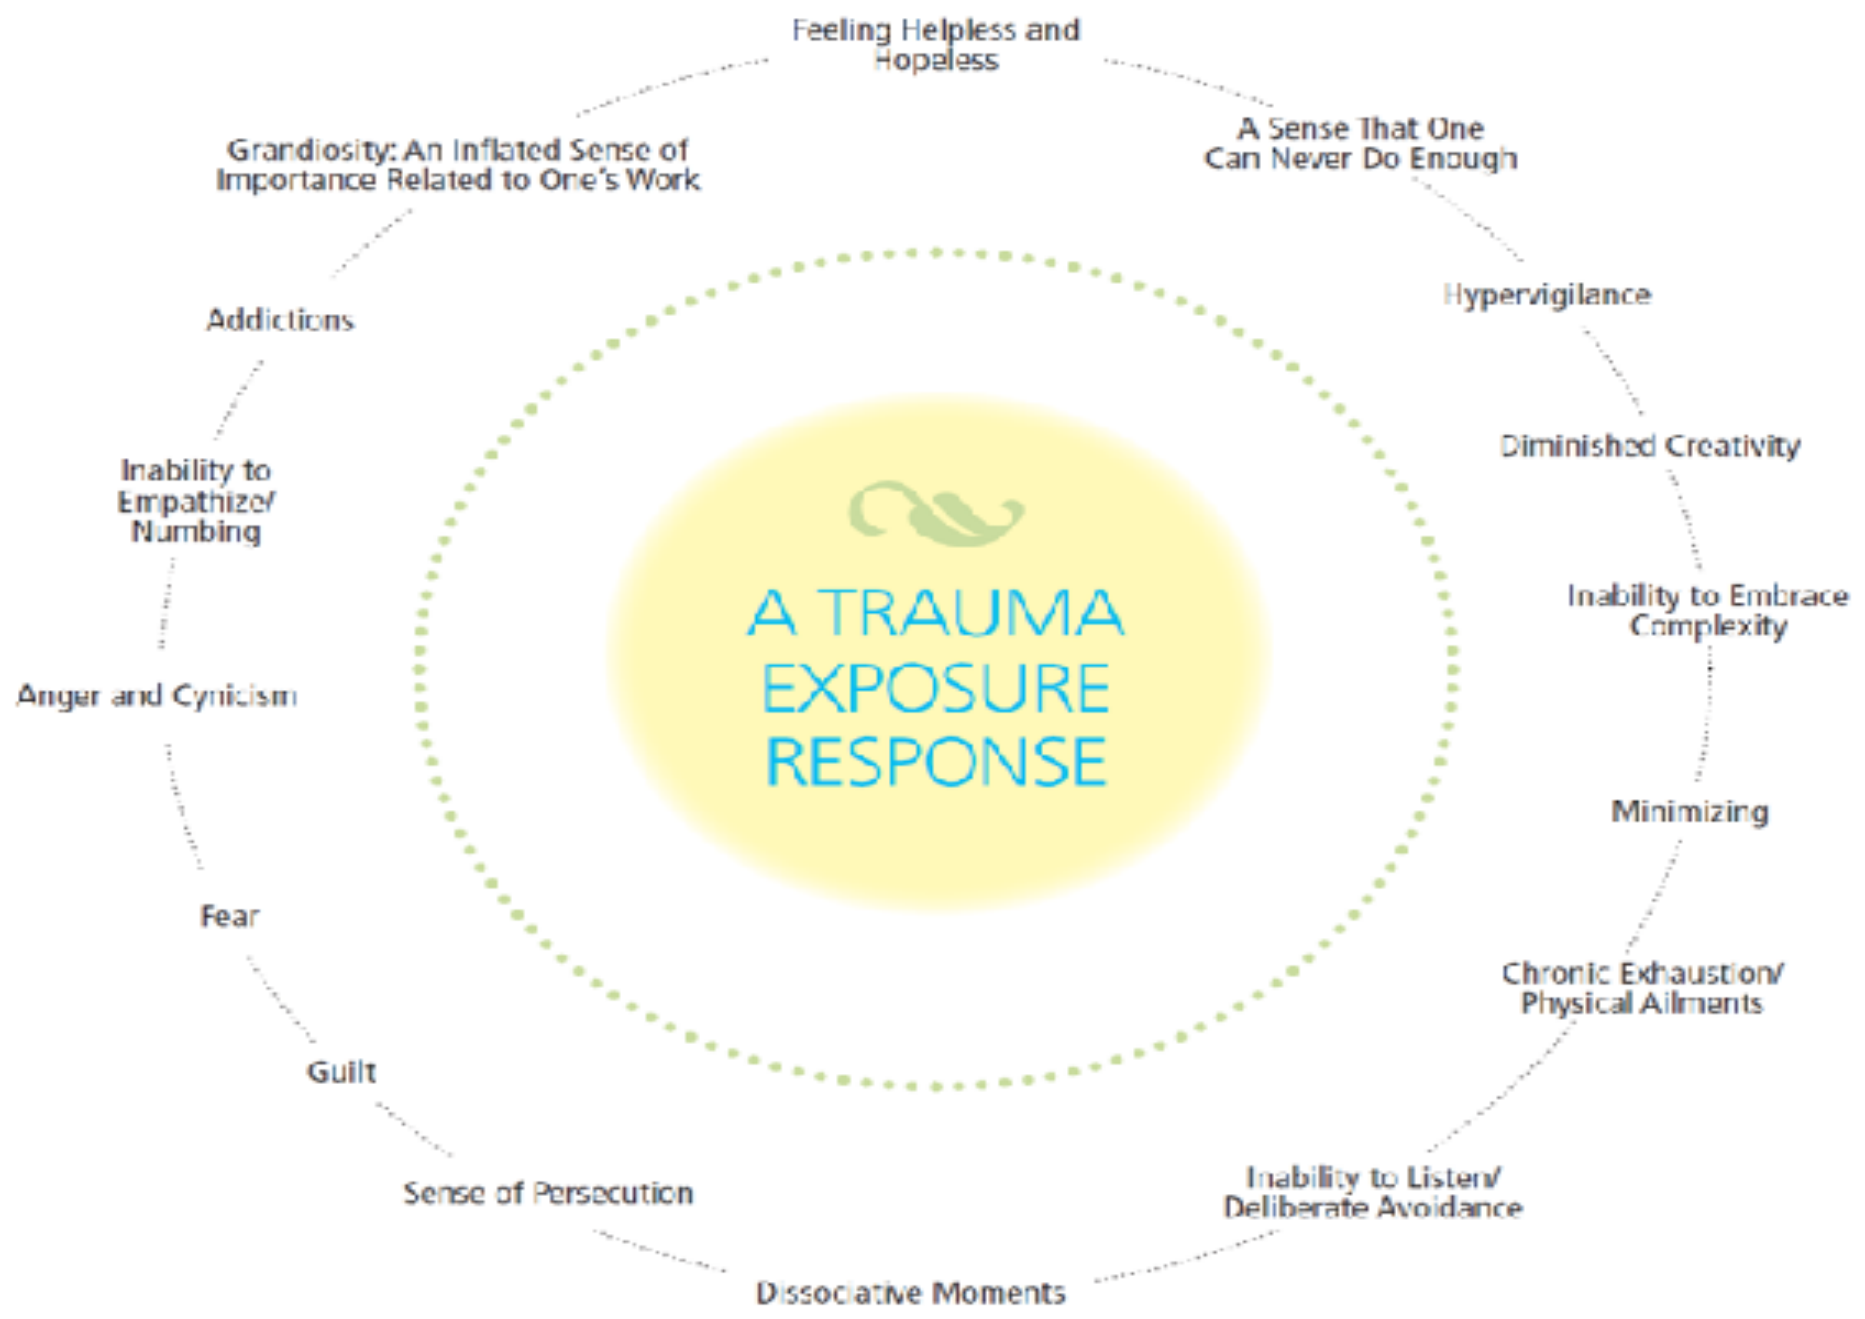 Feeling Helpless and
Hopeless
A Sense That One
Can Never Do Enough
Hypervigilance
Diminished Creativity
Inability to Embrace
Complexity
Minimizing
Chronic Exhaustion/
Physical Ailments
Inability to Listen/
Deliberate Avoidance
Dissociative Moments
Sense of Persecution
Guilt
Fear
Anger and Cynicism
Inability to
Empathize/
Numbing
Addictions
Grandiosity: An Inflated Sense of
Importance Related to One's Work
A TRAUMA
EXPOSURE
RESPONSE